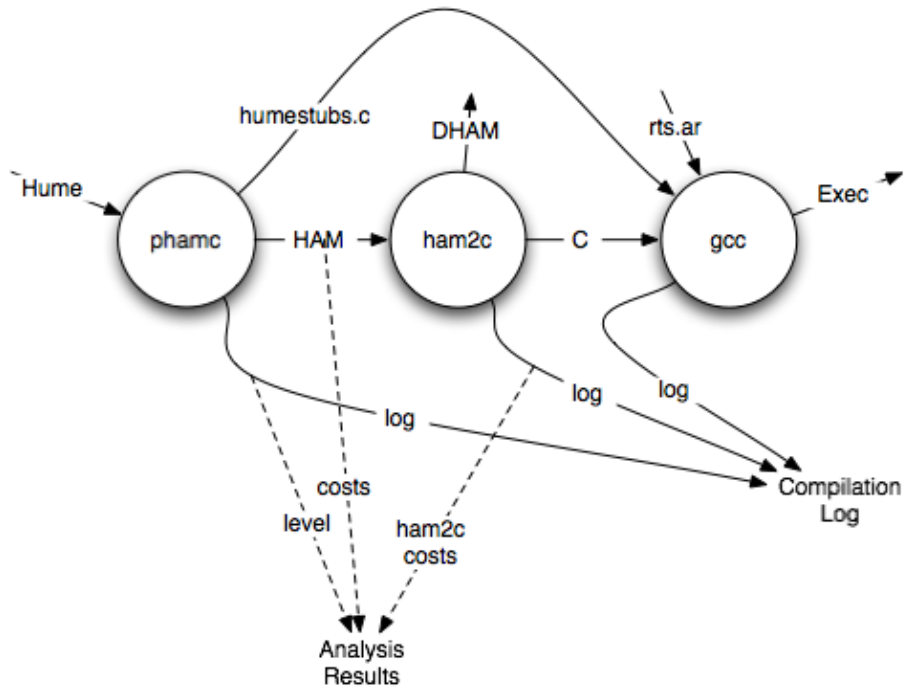 humestubs.c
DHAM
rts.ar
Hume
Exec
phamc
HAM
ham2c
C
gcc
log
log
log
costs
level
ham2c
costs
Compilation
Log
Analysis
Results